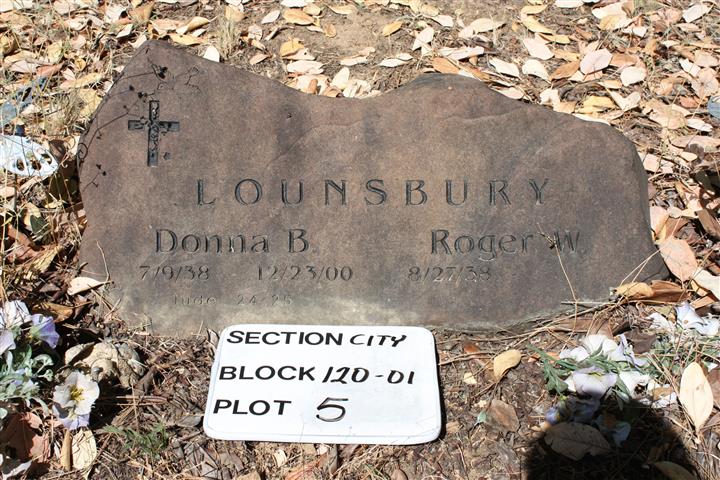 LOUNSBURY
Donna B. Roger W.
7/9/38 12/23/00 8/27/38
Jude 24-25
SECTION CITY
BLOCK 120-01
PLOT 5